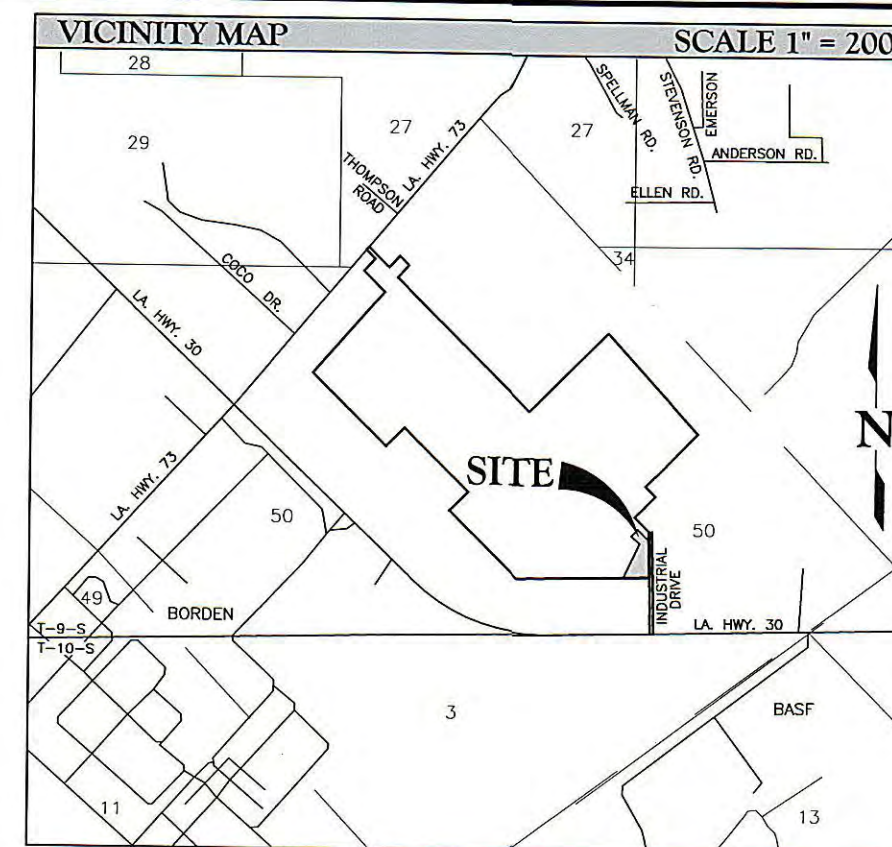 VICINITY MAP
SCALE 1" = 200
28
29
27
27
THOMPSON
ROAD
LA. HWY. 73
SPELLMAN RD.
STEVENSON RD.
EMERSON
ANDERSON RD.
ELLEN RD.
34
COCO DR.
LA. HWY. 30
N
LA. HWY. 73
SITE
50
50
INDUSTRIAL
DRIVE
49
BORDEN
LA. HWY. 30
T-9-S
T-10-S
3
BASF
11
13